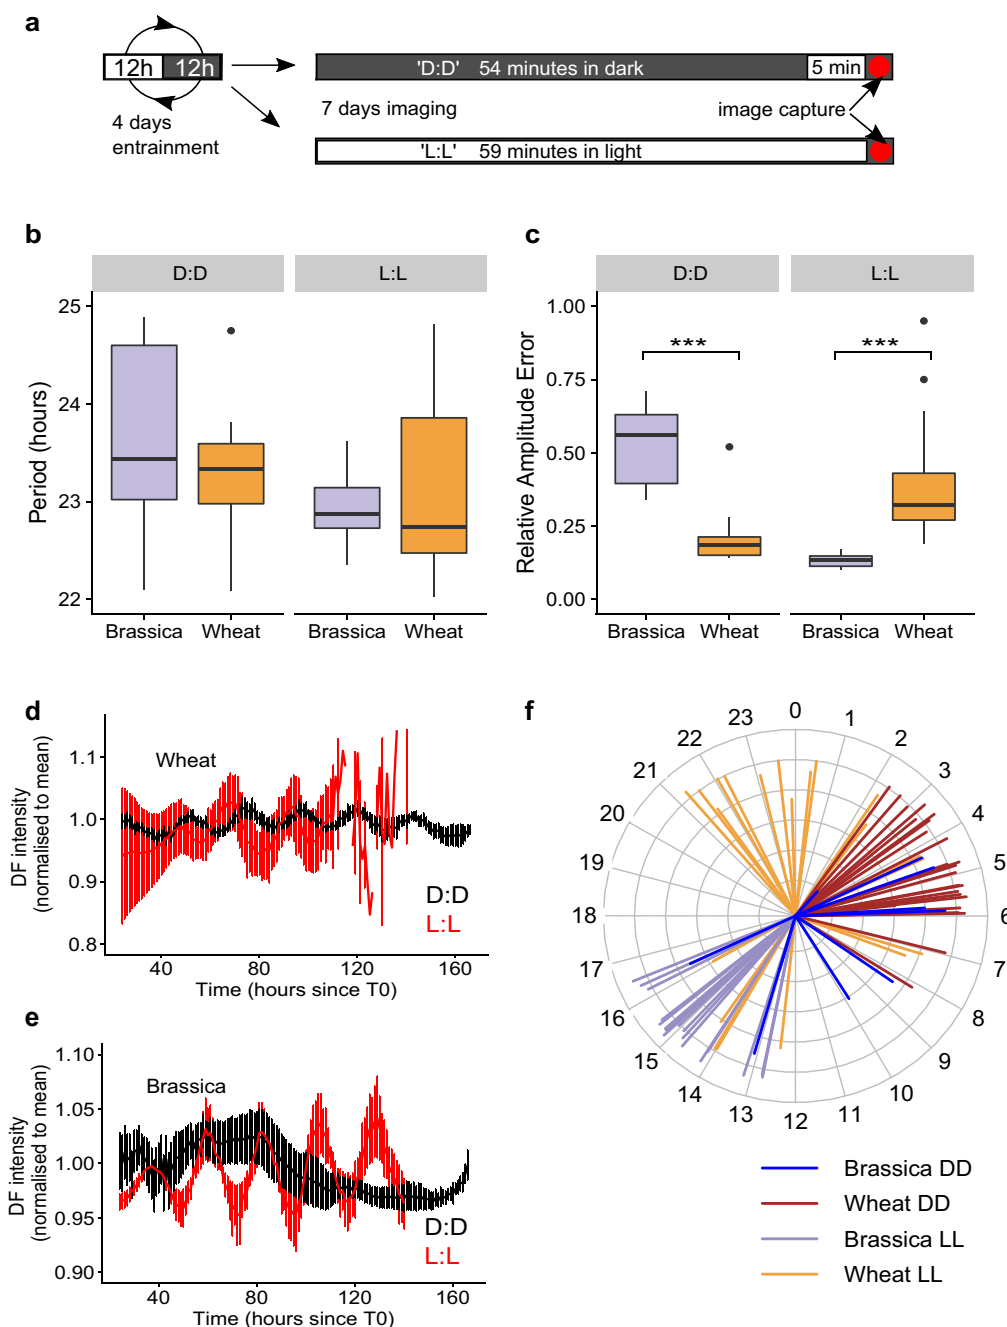 a
12h 12h
4 days
entrainment
'D:D' 54 minutes in dark
5 min
7 days imaging
image capture
'L:L' 59 minutes in light
b
D:D L:L
Period (hours)
25
24
23
22
Brassica Wheat Brassica Wheat
c
D:D L:L
Relative Amplitude Error
1.00
0.75
0.50
0.25
0.00
*** ***
Brassica Wheat Brassica Wheat
d
Wheat
DF intensity
(normalised to mean)
1.1
1.0
0.9
0.8
D:D
L:L
40 80 120 160
Time (hours since T0)
e
Brassica
DF intensity
(normalised to mean)
1.10
1.05
1.00
0.95
0.90
D:D
L:L
40 80 120 160
Time (hours since T0)
f
0
1
2
3
4
5
6
7
8
9
10
11
12
13
14
15
16
17
18
19
20
21
22
23
Brassica DD
Wheat DD
Brassica LL
Wheat LL